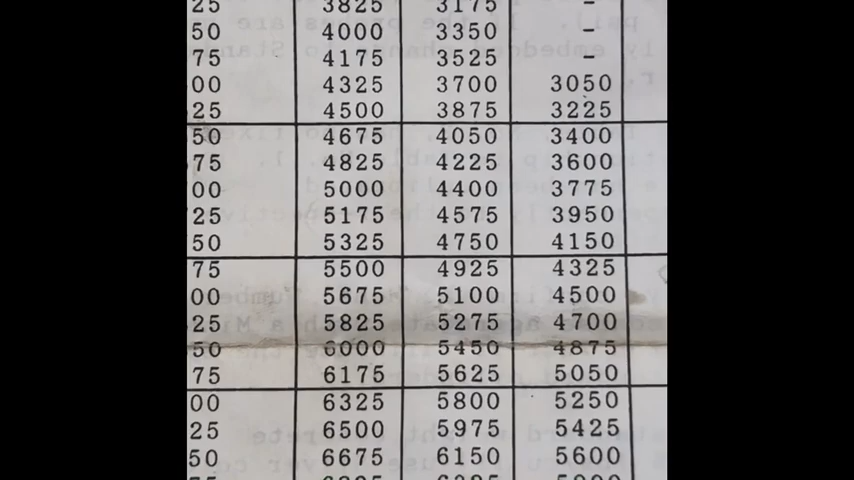 25 3825 3175 –
50 4000 3350 –
75 4175 3525 –
00 4325 3700 3050
25 4500 3875 3225
50 4675 4050 3400
75 4825 4225 3600
00 5000 4400 3775
25 5175 4575 3950
50 5325 4750 4150
75 5500 4925 4325
00 5675 5100 4500
25 5825 5275 4700
50 6000 5450 4875
75 6175 5625 5050
00 6325 5800 5250
25 6500 5975 5425
50 6675 6150 5600